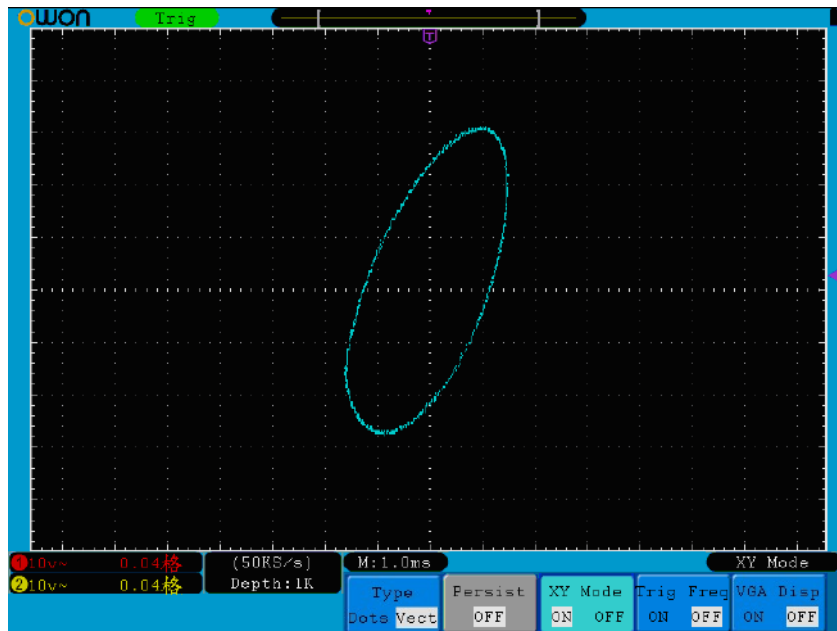 owon Trig
T
1 10v~ 0.04格 (50KS/s) M:1.0ms XY Mode
2 10v~ 0.04格 Depth:1K
Type Persist XY Mode Trig Freq VGA Disp
Dots Vect OFF ON OFF ON OFF ON OFF